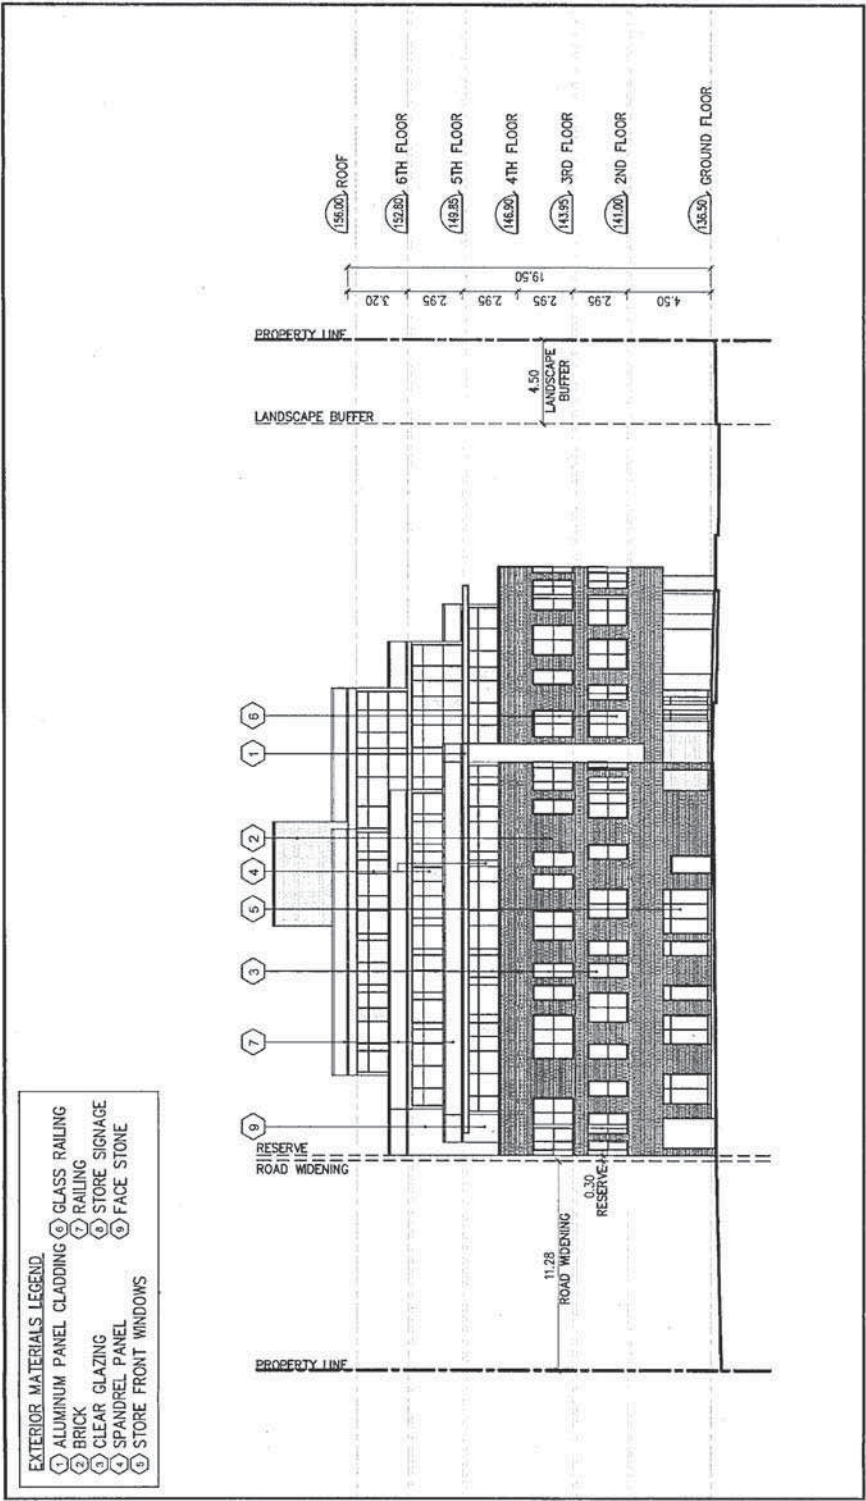 EXTERIOR MATERIALS LEGEND
1 ALUMINUM PANEL CLADDING
2 BRICK
3 CLEAR GLAZING
4 SPANDREL PANEL
5 STORE FRONT WINDOWS
6 GLASS RAILING
7 RAILING
8 STORE SIGNAGE
9 FACE STONE
PROPERTY LINE
ROAD WIDENING
RESERVE
9
7
3
5
4
2
1
6
LANDSCAPE BUFFER
PROPERTY LINE
11.28
ROAD WIDENING
0.30
RESERVE
4.50
LANDSCAPE
BUFFER
3.20
2.95
2.95
2.95
2.95
4.50
19.50
156.00 ROOF
152.80 6TH FLOOR
149.85 5TH FLOOR
146.90 4TH FLOOR
143.95 3RD FLOOR
141.00 2ND FLOOR
136.50 GROUND FLOOR